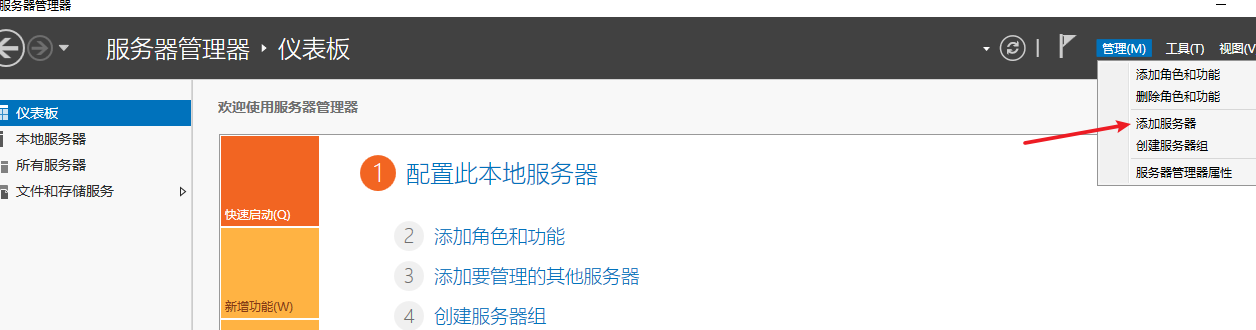 服务器管理器
服务器管理器 · 仪表板
管理(M) 工具(T) 视图(V
添加角色和功能
删除角色和功能
添加服务器
创建服务器组
服务器管理器属性
仪表板
本地服务器
所有服务器
文件和存储服务
欢迎使用服务器管理器
快速启动(Q)
新增功能(W)
1 配置此本地服务器
2 添加角色和功能
3 添加要管理的其他服务器
4 创建服务器组